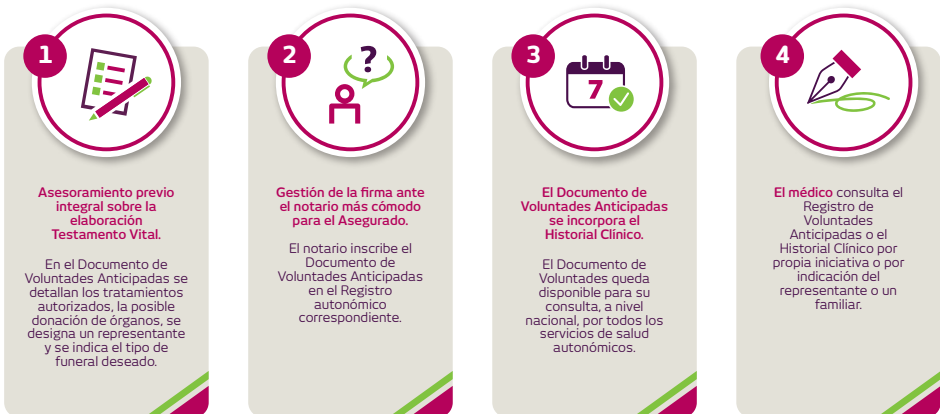 1
Asesoramiento previo
integral sobre la
elaboración
Testamento Vital.
En el Documento de
Voluntades Anticipadas se
detallan los tratamientos
autorizados, la posible
donación de órganos, se
designa un representante
y se indica el tipo de
funeral deseado.
2
?
Gestión de la firma ante
el notario más cómodo
para el Asegurado.
El notario inscribe el
Documento de
Voluntades Anticipadas
en el Registro
autonómico
correspondiente.
3
7
El Documento de
Voluntades Anticipadas
se incorpora el
Historial Clínico.
El Documento de
Voluntades queda
disponible para su
consulta, a nivel
nacional, por todos los
servicios de salud
autonómicos.
4
El médico consulta el
Registro de
Voluntades
Anticipadas o el
Historial Clínico por
propia iniciativa o por
indicación del
representante o un
familiar.